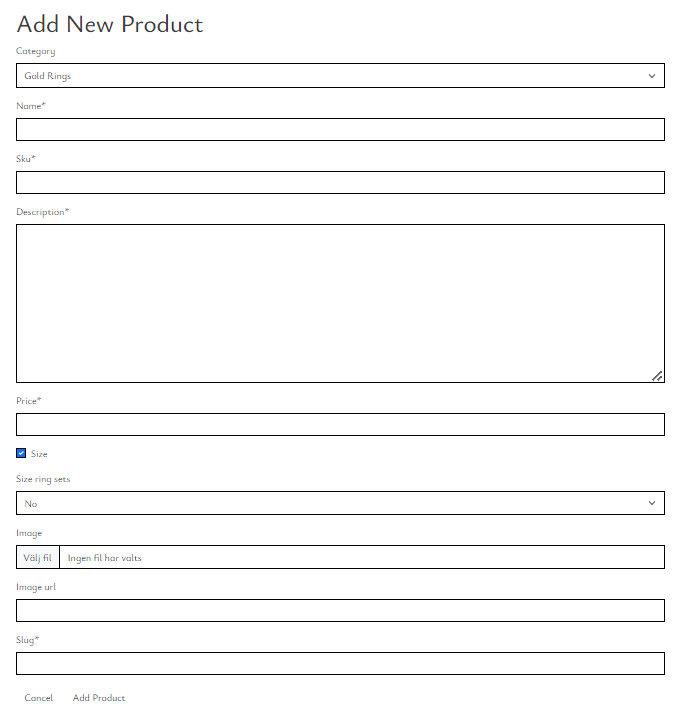 Add New Product
Category
Gold Rings
Name*
Sku*
Description*
Price*
Size
Size ring sets
No
Image
Välj fil Ingen fil har valts
Image url
Slug*
Cancel Add Product